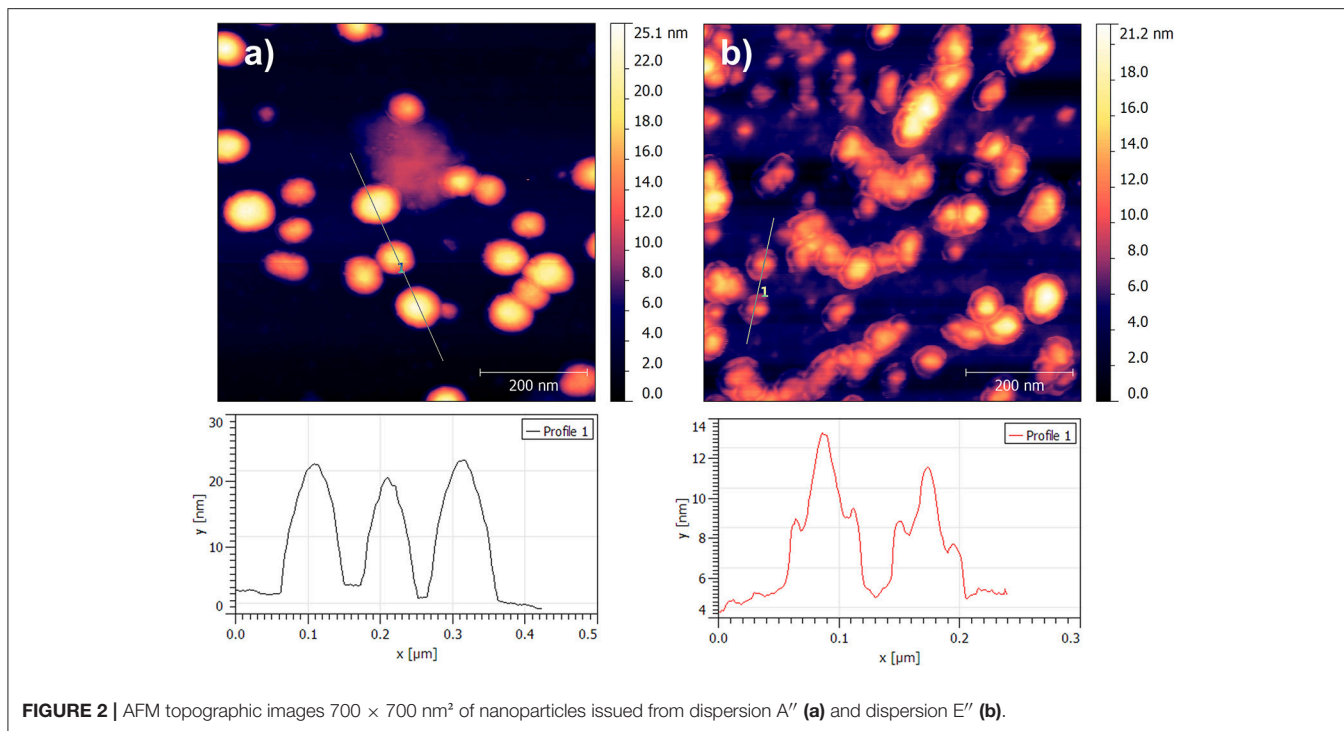 a)
25.1 nm
22.0
20.0
18.0
16.0
14.0
12.0
10.0
8.0
6.0
4.0
2.0
0.0
1
200 nm
b)
21.2 nm
18.0
16.0
14.0
12.0
10.0
8.0
6.0
4.0
2.0
0.0
1
200 nm
30
20
10
0
y [nm]
Profile 1
0.0 0.1 0.2 0.3 0.4 0.5
x [µm]
14
12
10
8
6
4
y [nm]
Profile 1
0.0 0.1 0.2 0.3
x [µm]
FIGURE 2 | AFM topographic images 700 × 700 nm² of nanoparticles issued from dispersion A″ (a) and dispersion E″ (b).